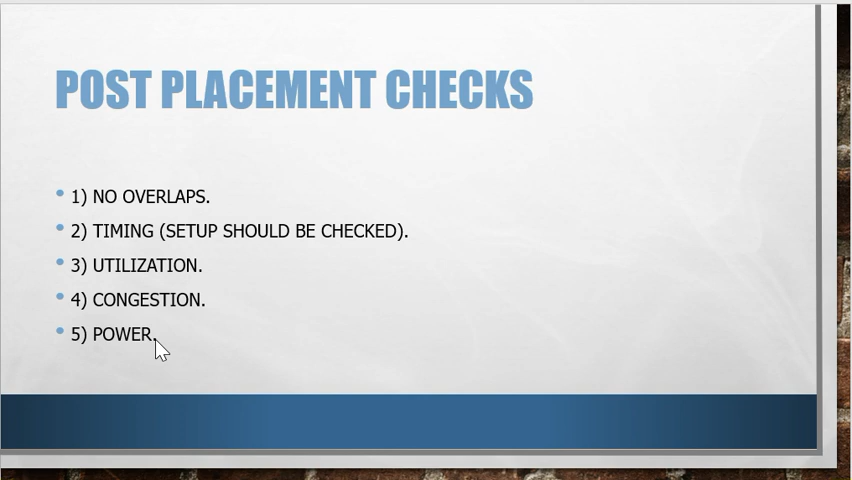 POST PLACEMENT CHECKS
• 1) NO OVERLAPS.
• 2) TIMING (SETUP SHOULD BE CHECKED).
• 3) UTILIZATION.
• 4) CONGESTION.
• 5) POWER.